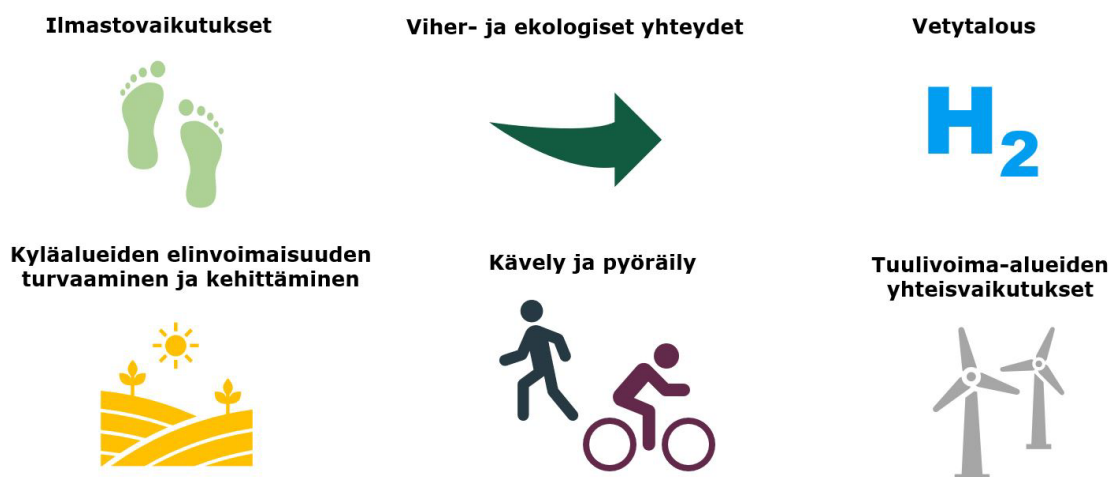 Ilmastovaikutukset
Viher- ja ekologiset yhteydet
Vetytalous
H2
Kyläalueiden elinvoimaisuuden
turvaaminen ja kehittäminen
Kävely ja pyöräily
Tuulivoima-alueiden
yhteisvaikutukset